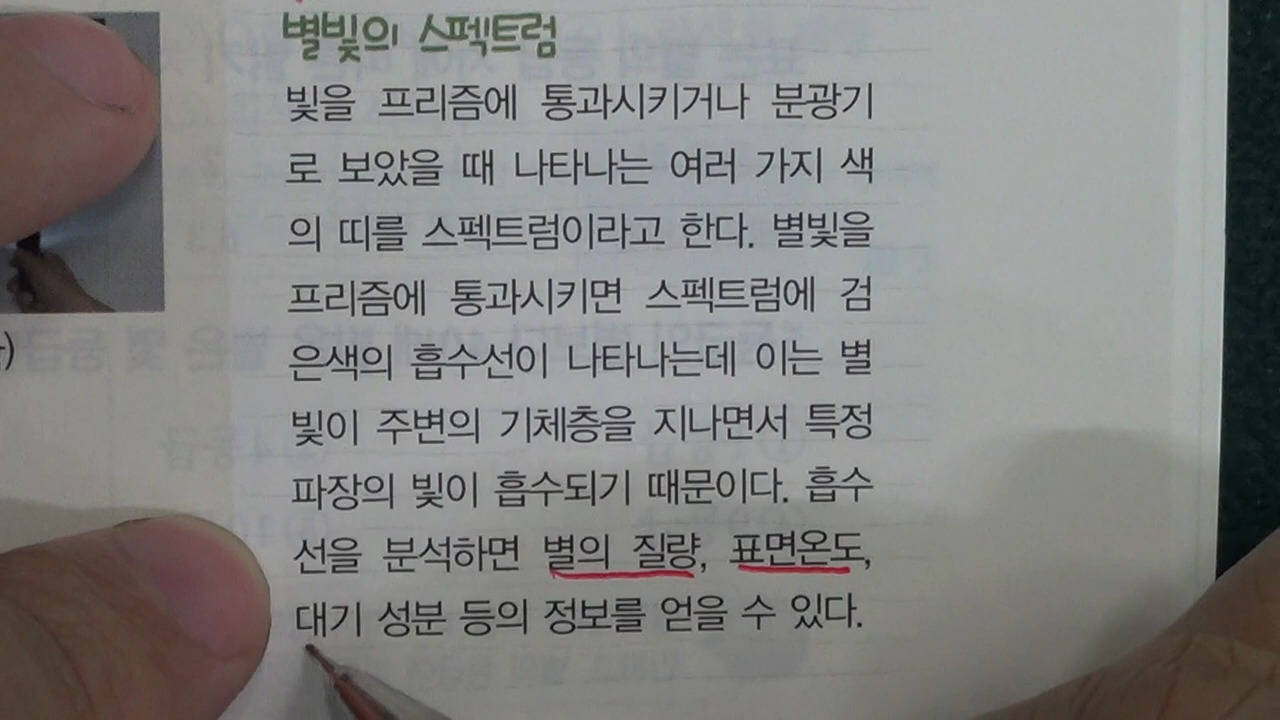 별빛의 스펙트럼
빛을 프리즘에 통과시키거나 분광기
로 보았을 때 나타나는 여러 가지 색
의 띠를 스펙트럼이라고 한다. 별빛을
프리즘에 통과시키면 스펙트럼에 검
은색의 흡수선이 나타나는데 이는 별
빛이 주변의 기체층을 지나면서 특정
파장의 빛이 흡수되기 때문이다. 흡수
선을 분석하면 별의 질량, 표면온도,
대기 성분 등의 정보를 얻을 수 있다.